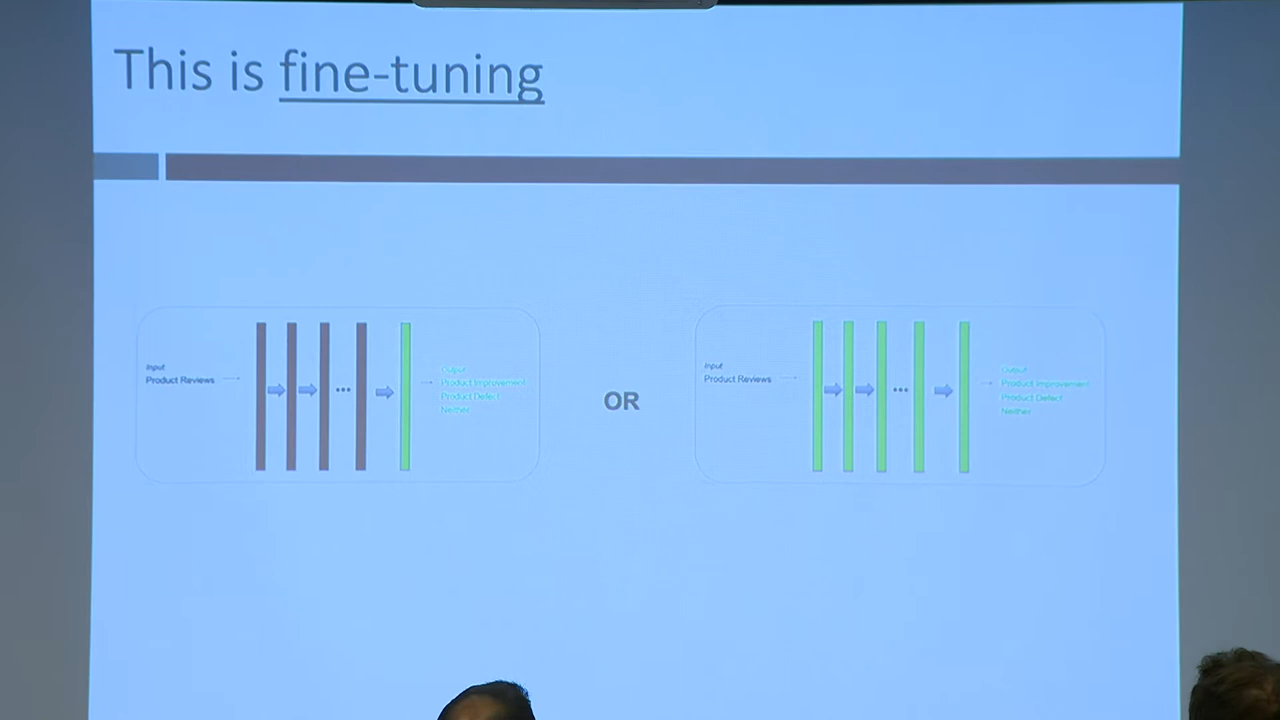 This is fine-tuning
Input
Product Reviews
Output
Product Improvement
Product Defect
Neither
OR
Input
Product Reviews
Output
Product Improvement
Product Defect
Neither